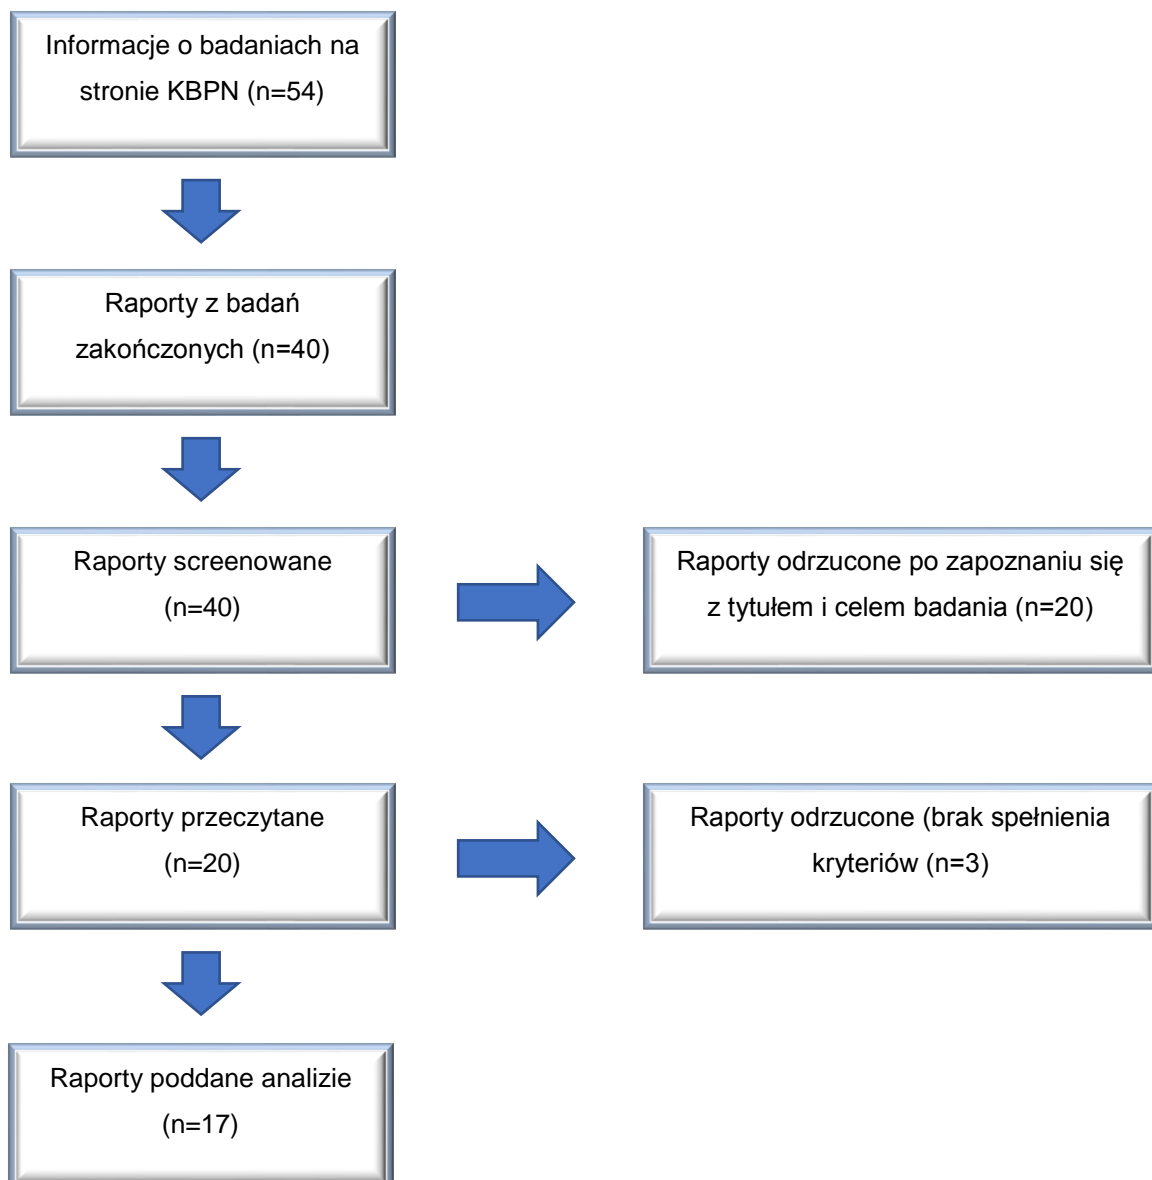 Informacje o badaniach na
stronie KBPN (n=54)
Raporty z badań
zakończonych (n=40)
Raporty screenowane
(n=40)
Raporty odrzucone po zapoznaniu się
z tytułem i celem badania (n=20)
Raporty przeczytane
(n=20)
Raporty odrzucone (brak spełnienia
kryteriów (n=3)
Raporty poddane analizie
(n=17)